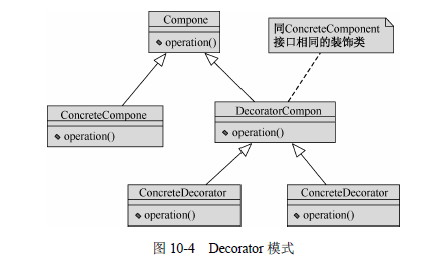 Compone
operation()
同ConcreteComponent
接口相同的装饰类
ConcreteCompone
operation()
DecoratorCompon
operation()
ConcreteDecorator
operation()
ConcreteDecorator
operation()
图 10-4 Decorator 模式